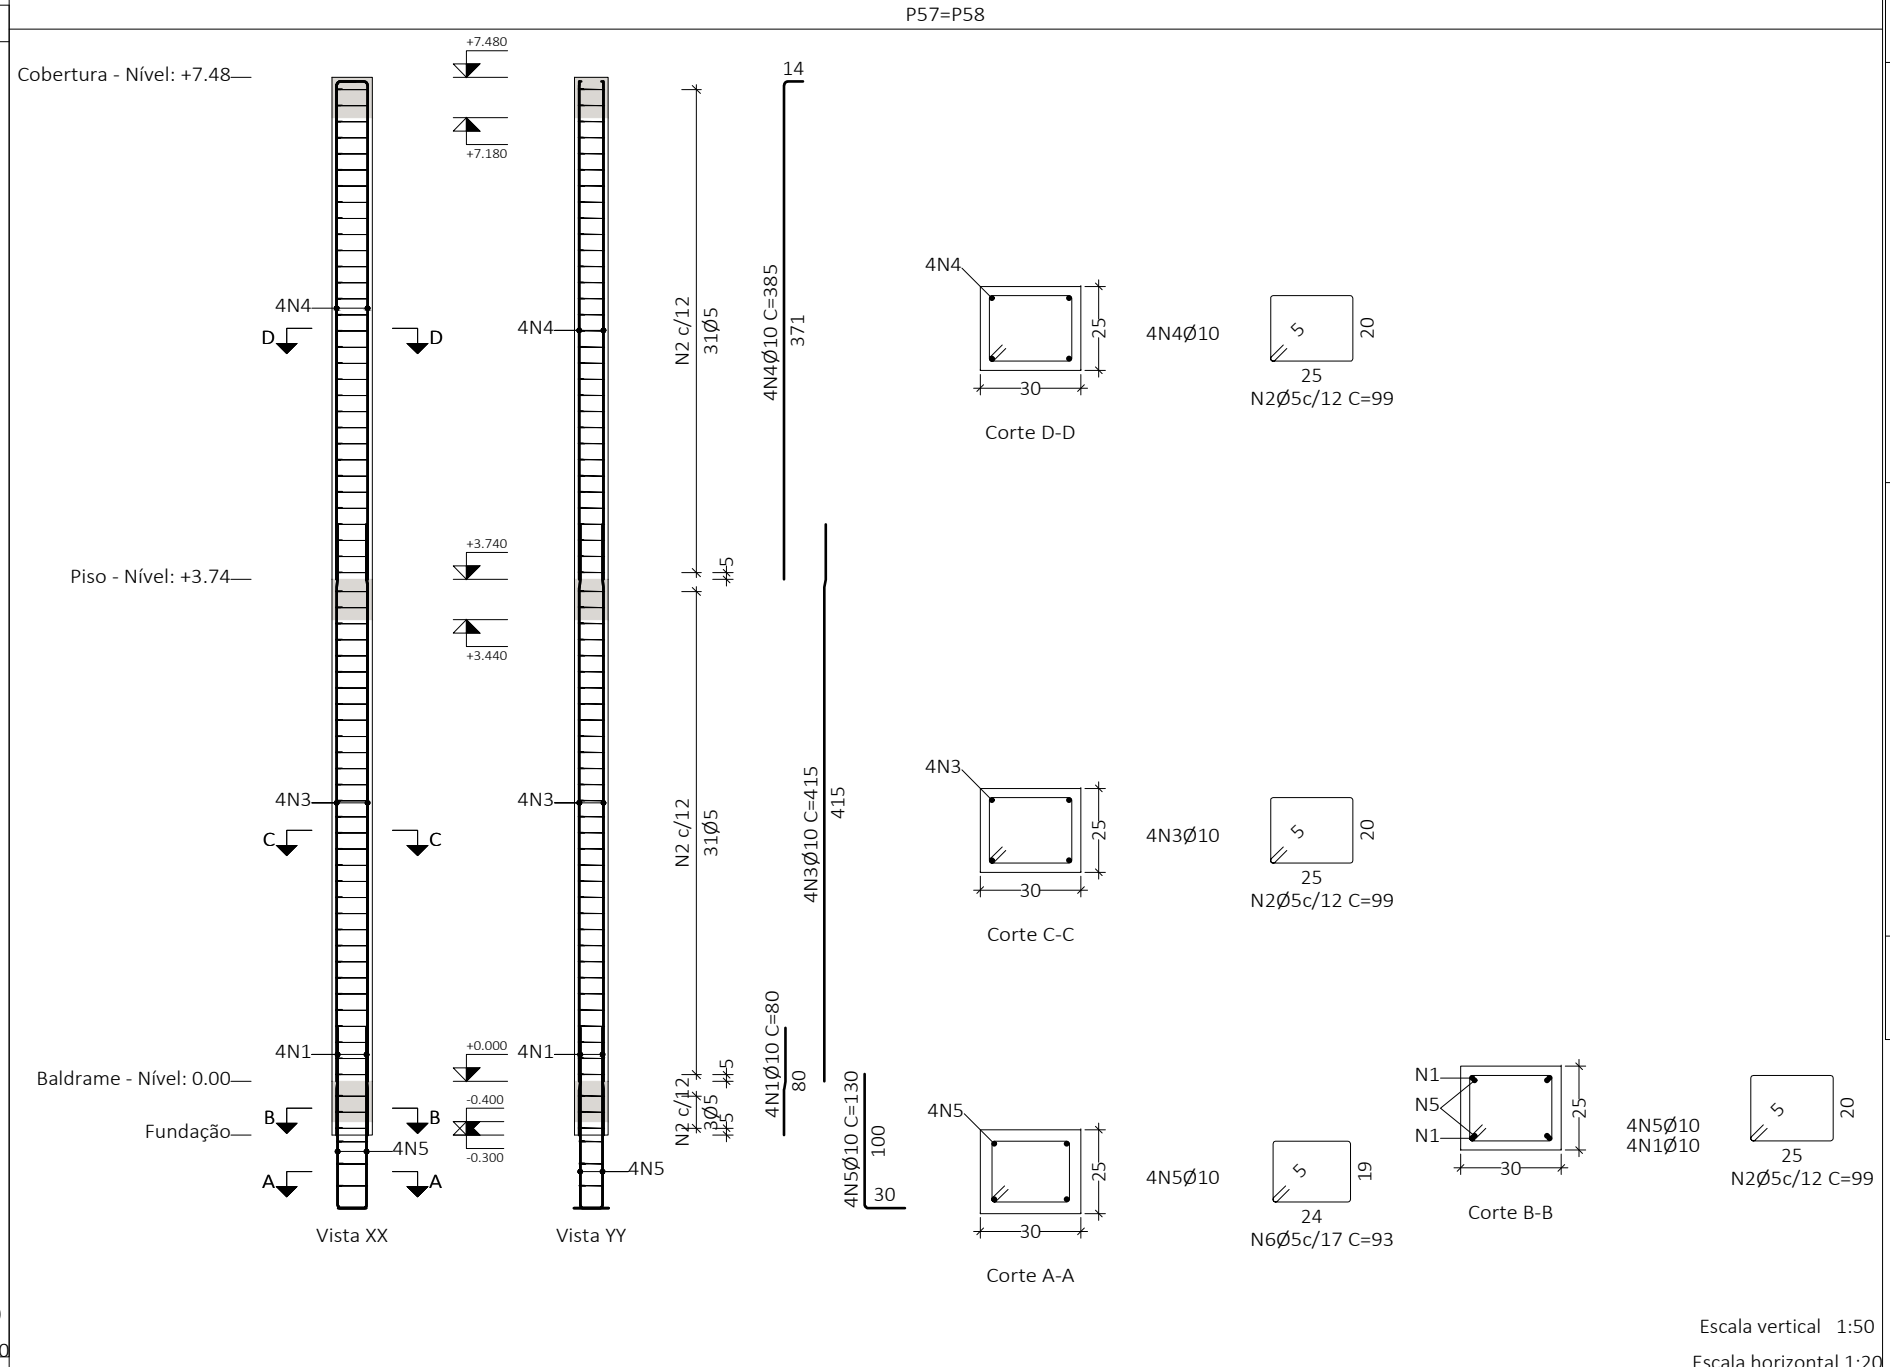 P57=P58
Cobertura - Nível: +7.48
+7.480
+7.180
14
4N4
D
D
4N4
N2 c/12
31Ø5
4N4Ø10 C=385
371
4N4
25
30
Corte D-D
4N4Ø10
5
20
25
N2Ø5c/12 C=99
Piso - Nível: +3.74
+3.740
+3.440
5
4N3
C
C
4N3
N2 c/12
31Ø5
4N3Ø10 C=415
415
4N3
25
30
Corte C-C
4N3Ø10
5
20
25
N2Ø5c/12 C=99
4N1
+0.000
4N1
Baldrame - Nível: 0.00
5
B
B
-0.400
Fundação
-0.300
N2 c/12
3Ø5
5
4N1Ø10 C=80
80
4N5
4N5
A
A
Vista XX
Vista YY
4N5Ø10 C=130
100
30
4N5
25
30
Corte A-A
4N5Ø10
5
19
24
N6Ø5c/17 C=93
N1
N5
N1
25
30
Corte B-B
4N5Ø10
4N1Ø10
5
20
25
N2Ø5c/12 C=99
Escala vertical 1:50
Escala horizontal 1:20